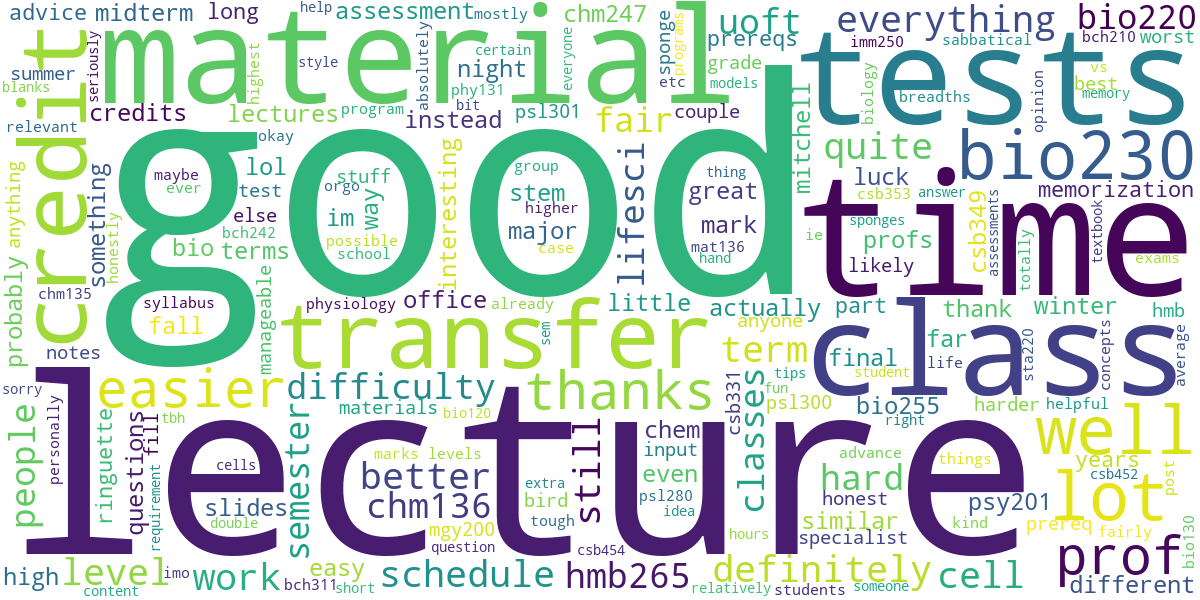 advice midterm long help assessment mostly chm247 uoft everything bio220
seriously credit material certain absolutely everyone sponge etc programs prereqs imm250 sabbatical bch210 worst
summer highest style night grade models tests biology vs best
blanks credits lectures phy131 program bit instead psl301 fair couple breadths opinion memory
relevant okay good mitchell quite bio230
maybe ever lol stuff group thing luck memorization
something test orgo interesting stem great lifesci csb353 answer time
anything honestly else im way higher major mark sponges csb349 assessments textbook
bch242 possible case mat136 ie profs totally exams
bio terms school hand likely
probably chm135 syllabus physiology office already little actually part thank winter hmb
fall manageable transfer sem anyone class far concepts average
notes term final life sta220
sorry easier difficulty thanks tips student
personally materials bio120 classes csb331 fun psl300 bio255 harder helpful
people ringuette tbh semester still chem right well
questions fill cells marks levels input advance things years
requirement slides better extra even hard csb452 post
lecture chm136 bird psl280 honest psy201 lot
double mgy200 tough idea similar kind prereq fairly bio130
question csb454 hours specialist prof
high level imo work easy schedule hmb265 definitely cell different
content bch311 short relatively students someone